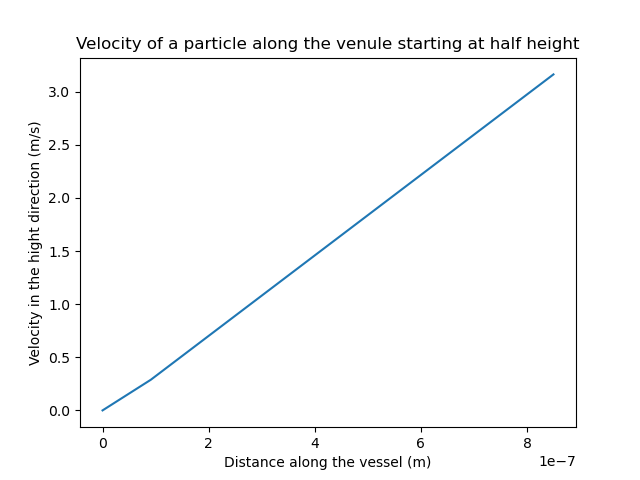 Velocity of a particle along the venule starting at half height
Velocity in the hight direction (m/s)
3.0
2.5
2.0
1.5
1.0
0.5
0.0
0 2 4 6 8
1e−7
Distance along the vessel (m)